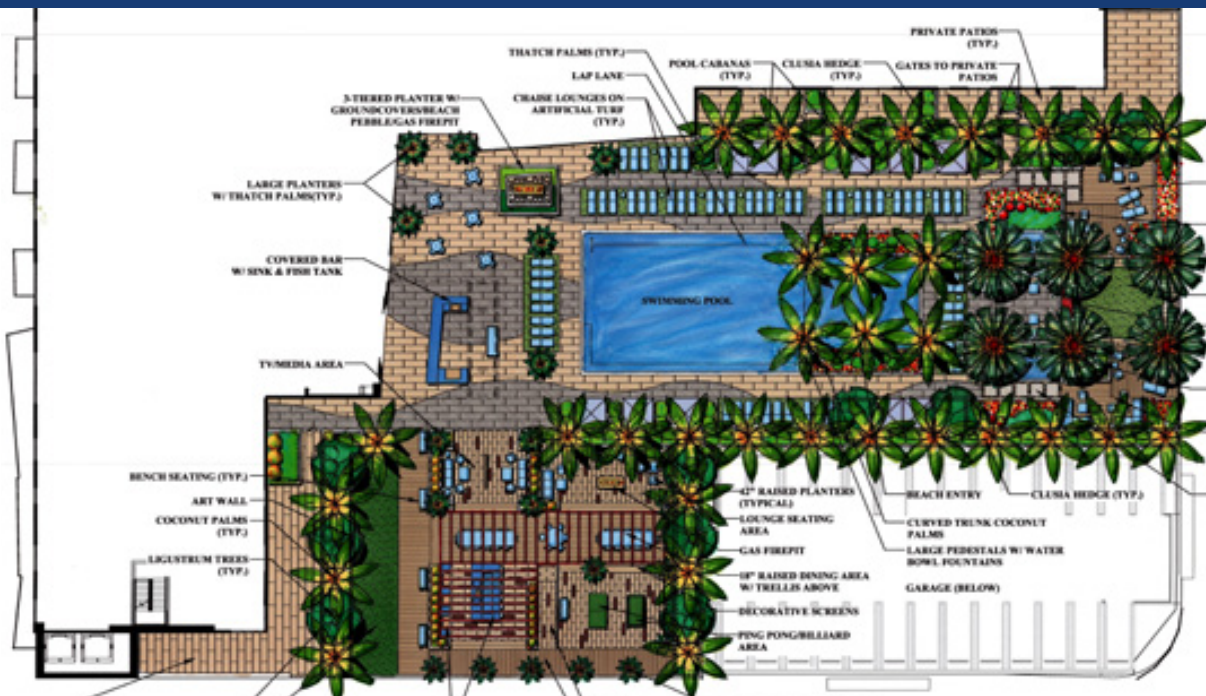 PRIVATE PATIOS
(TYP.)
THATCH PALMS (TYP.)
POOL CABANAS
(TYP.)
CLUSIA HEDGE
(TYP.)
GATES TO PRIVATE
PATIOS
LAP LANE
3-TIERED PLANTER W/
GROUNDCOVERS/BEACH
PEBBLE/GAS FIREPIT
CHAISE LOUNGES ON
ARTIFICIAL TURF
(TYP.)
LARGE PLANTERS
W/ THATCH PALMS(TYP.)
COVERED BAR
W/ SINK & FISH TANK
SWIMMING POOL
TV/MEDIA AREA
BENCH SEATING (TYP.)
ART WALL
COCONUT PALMS
(TYP.)
LIGUSTRUM TREES
(TYP.)
42" RAISED PLANTERS
(TYPICAL)
LOUNGE SEATING
AREA
GAS FIREPIT
18" RAISED DINING AREA
W/ TRELLIS ABOVE
DECORATIVE SCREENS
PING PONG/BILLIARD
AREA
BEACH ENTRY
CLUSIA HEDGE (TYP.)
CURVED TRUNK COCONUT
PALMS
LARGE PEDESTALS W/ WATER
BOWL FOUNTAINS
GARAGE (BELOW)